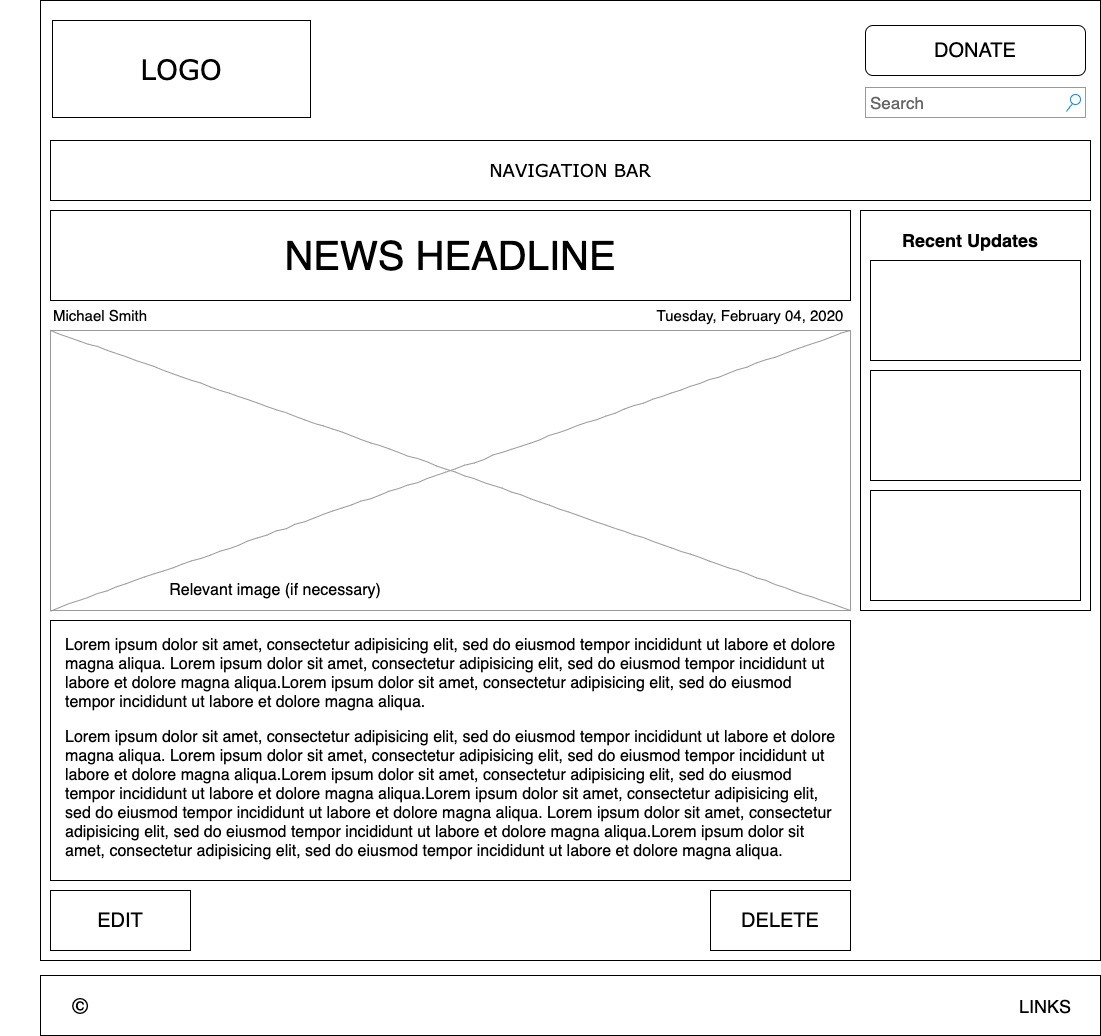 LOGO
DONATE
Search
NAVIGATION BAR
NEWS HEADLINE
Recent Updates
Michael Smith
Tuesday, February 04, 2020
Relevant image (if necessary)
Lorem ipsum dolor sit amet, consectetur adipisicing elit, sed do eiusmod tempor incididunt ut labore et dolore
magna aliqua. Lorem ipsum dolor sit amet, consectetur adipisicing elit, sed do eiusmod tempor incididunt ut
labore et dolore magna aliqua.Lorem ipsum dolor sit amet, consectetur adipisicing elit, sed do eiusmod
tempor incididunt ut labore et dolore magna aliqua.
Lorem ipsum dolor sit amet, consectetur adipisicing elit, sed do eiusmod tempor incididunt ut labore et dolore
magna aliqua. Lorem ipsum dolor sit amet, consectetur adipisicing elit, sed do eiusmod tempor incididunt ut
labore et dolore magna aliqua.Lorem ipsum dolor sit amet, consectetur adipisicing elit, sed do eiusmod
tempor incididunt ut labore et dolore magna aliqua.Lorem ipsum dolor sit amet, consectetur adipisicing elit,
sed do eiusmod tempor incididunt ut labore et dolore magna aliqua. Lorem ipsum dolor sit amet, consectetur
adipisicing elit, sed do eiusmod tempor incididunt ut labore et dolore magna aliqua.Lorem ipsum dolor sit
amet, consectetur adipisicing elit, sed do eiusmod tempor incididunt ut labore et dolore magna aliqua.
EDIT
DELETE
©
LINKS